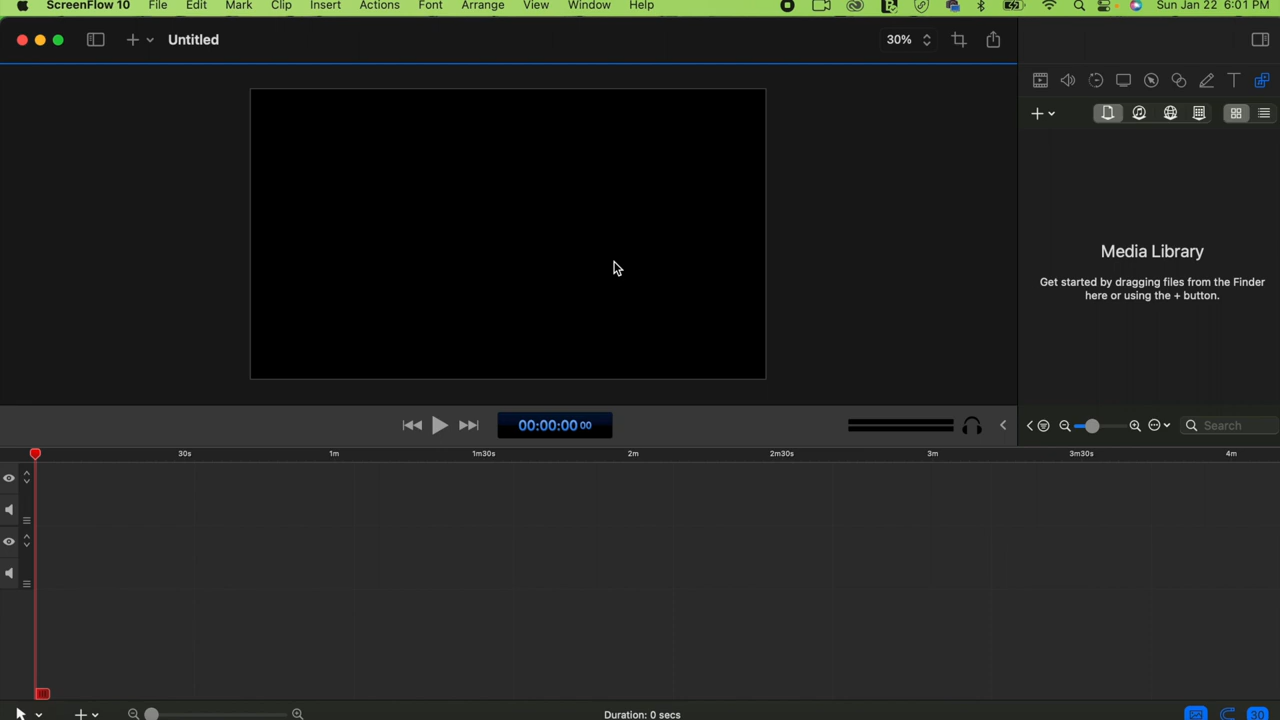 ScreenFlow 10 File Edit Mark Clip Insert Actions Font Arrange View Window Help Sun Jan 22 6:01 PM
Untitled 30%
Media Library
Get started by dragging files from the Finder
here or using the + button.
00:00:00 00 Search
30s 1m 1m30s 2m 2m30s 3m 3m30s 4m
Duration: 0 secs 30